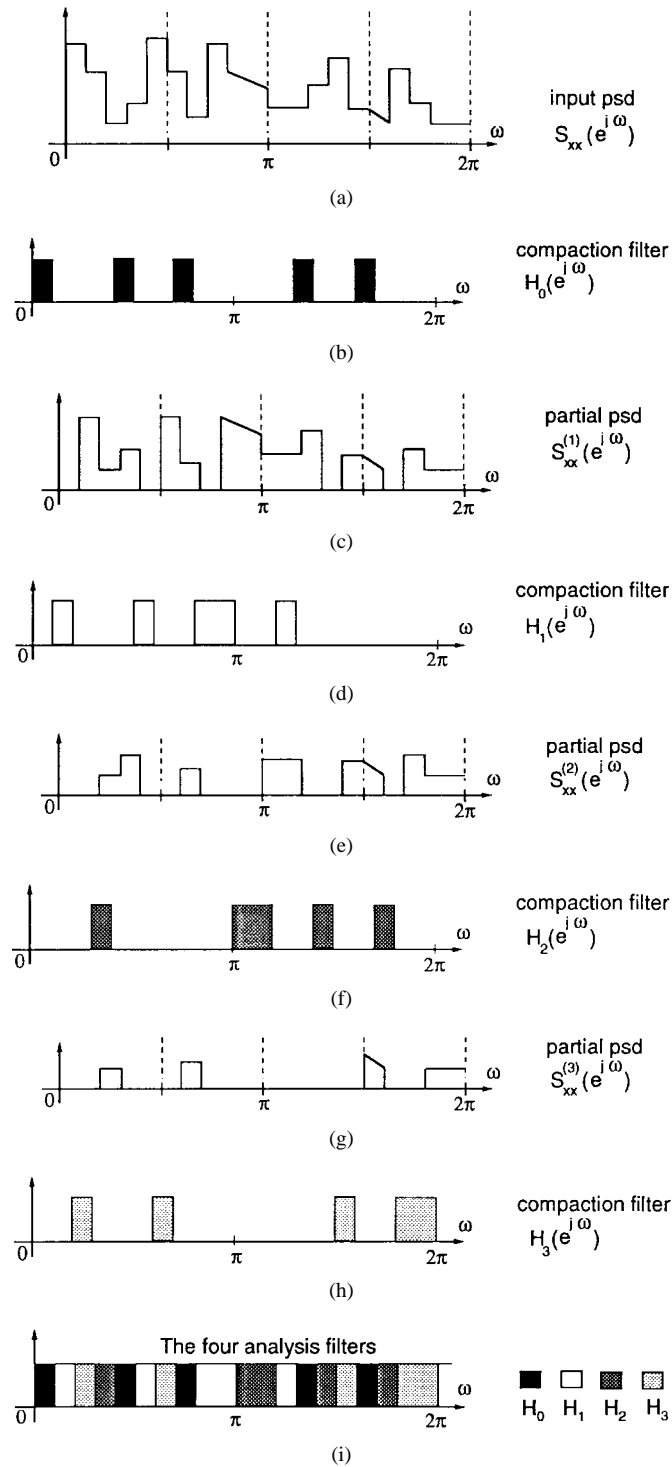 input psd
S_xx(e^jω)
ω
0
π
2π
(a)
compaction filter
H_0(e^jω)
ω
0
π
2π
(b)
partial psd
S_xx^(1)(e^jω)
ω
0
π
2π
(c)
compaction filter
H_1(e^jω)
ω
0
π
2π
(d)
partial psd
S_xx^(2)(e^jω)
ω
0
π
2π
(e)
compaction filter
H_2(e^jω)
ω
0
π
2π
(f)
partial psd
S_xx^(3)(e^jω)
ω
0
π
2π
(g)
compaction filter
H_3(e^jω)
ω
0
π
2π
(h)
The four analysis filters
ω
0
π
2π
H_0 H_1 H_2 H_3
(i)